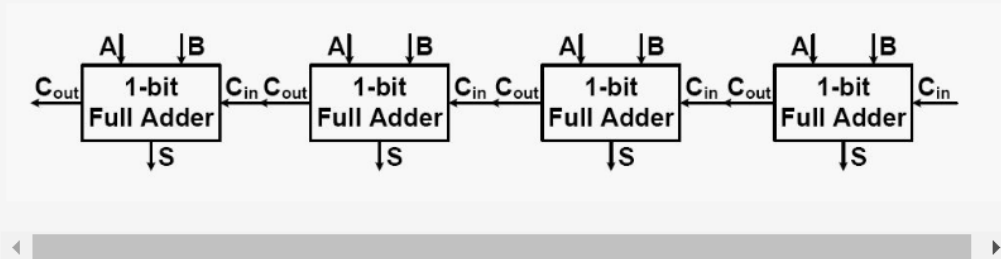 A B A B A B A B
Cout 1-bit Cin Cout 1-bit Cin Cout 1-bit Cin Cout 1-bit Cin
Full Adder Full Adder Full Adder Full Adder
S S S S